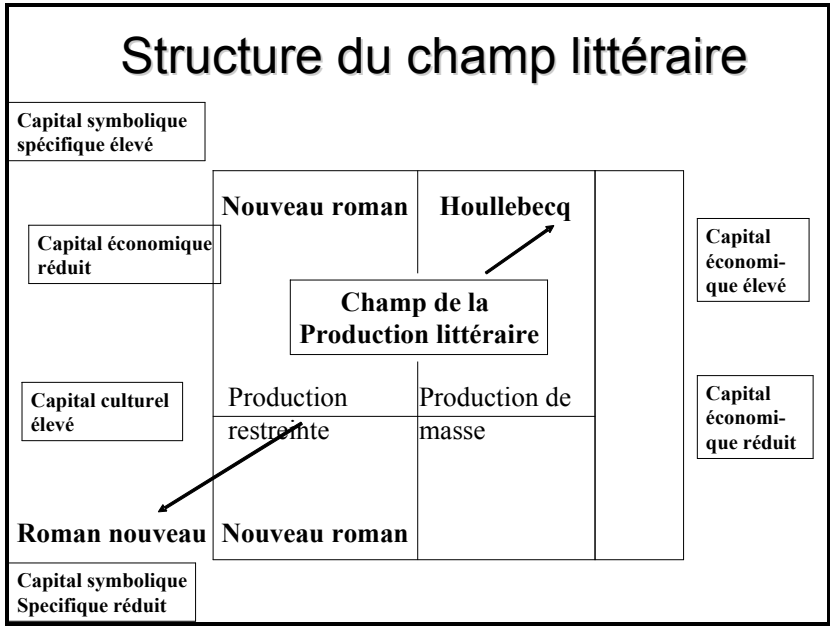 Structure du champ littéraire
Capital symbolique
spécifique élevé
Nouveau roman
Houllebecq
Capital économique
réduit
Capital
économi-
que élevé
Champ de la
Production littéraire
Capital culturel
élevé
Production
restreinte
Production de
masse
Capital
économi-
que réduit
Roman nouveau
Nouveau roman
Capital symbolique
Specifique réduit